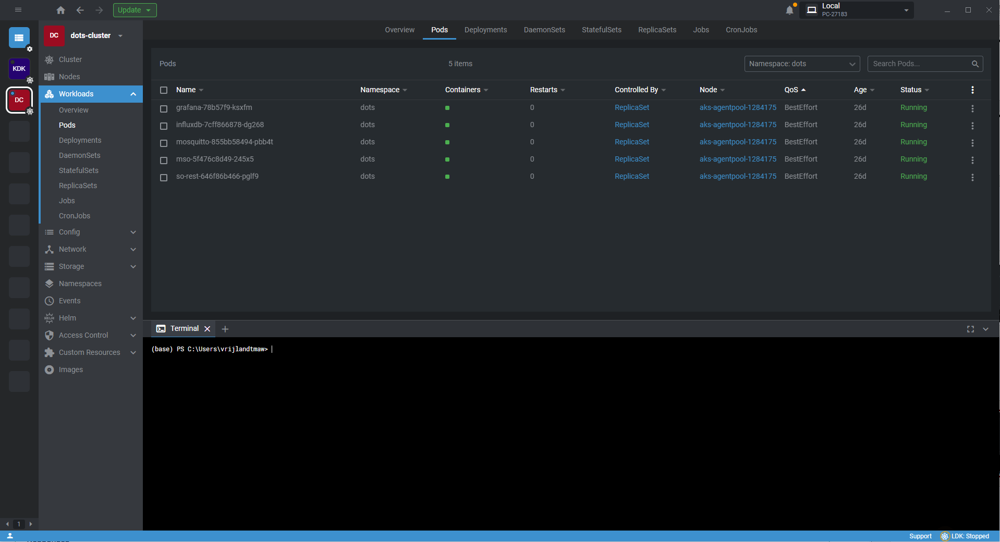 Update
Local
PC-27183
DC
dots-cluster
Overview Pods Deployments DaemonSets StatefulSets ReplicaSets Jobs CronJobs
KDK
DC
Cluster
Nodes
Workloads
Overview
Pods
Deployments
DaemonSets
StatefulSets
ReplicaSets
Jobs
CronJobs
Config
Network
Storage
Namespaces
Events
HELM Helm
Access Control
Custom Resources
Images
Pods 5 items Namespace: dots Search Pods...
Name Namespace Containers Restarts Controlled By Node QoS Age Status
grafana-78b57f9-ksxfm dots 0 ReplicaSet aks-agentpool-1284175 BestEffort 26d Running
influxdb-7cff866878-dg268 dots 0 ReplicaSet aks-agentpool-1284175 BestEffort 26d Running
mosquitto-855bb58494-pbb4t dots 0 ReplicaSet aks-agentpool-1284175 BestEffort 26d Running
mso-5f476c8d49-245x5 dots 0 ReplicaSet aks-agentpool-1284175 BestEffort 26d Running
so-rest-646f86b466-pglf9 dots 0 ReplicaSet aks-agentpool-1284175 BestEffort 26d Running
Terminal
(base) PS C:\Users\vrijlandtmaw>
1
Support LDK: Stopped